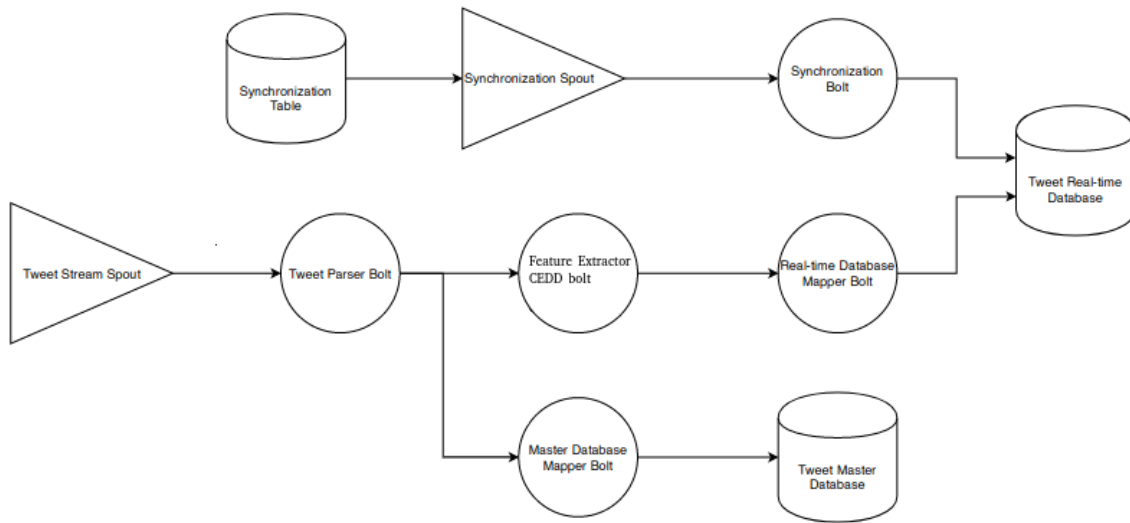 Synchronization
Table
Synchronization Spout
Synchronization
Bolt
Tweet Real-time
Database
Tweet Stream Spout
Tweet Parser Bolt
Feature Extractor
CEDD bolt
Real-time Database
Mapper Bolt
Master Database
Mapper Bolt
Tweet Master
Database